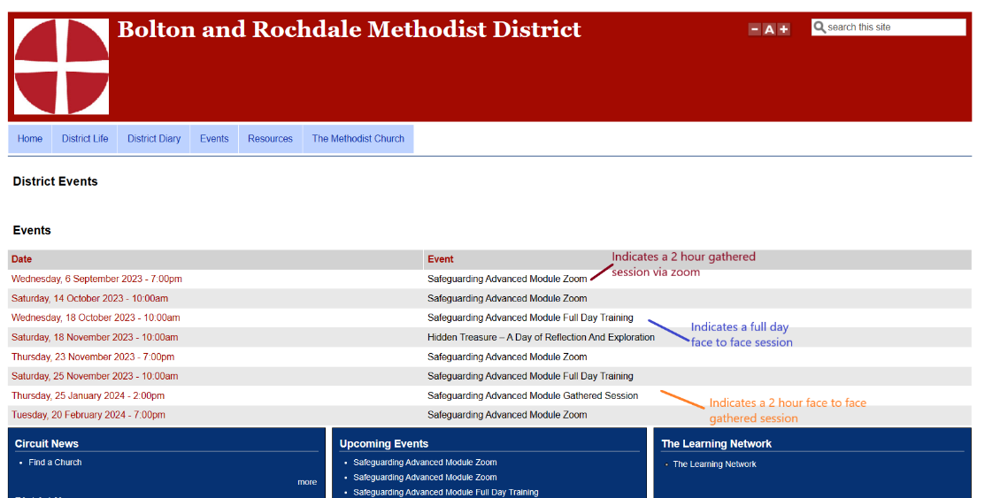 Bolton and Rochdale Methodist District
- A +
search this site
Home District Life District Diary Events Resources The Methodist Church
District Events
Events
Date Event
Indicates a 2 hour gathered
session via zoom
Wednesday, 6 September 2023 - 7:00pm Safeguarding Advanced Module Zoom
Saturday, 14 October 2023 - 10:00am Safeguarding Advanced Module Zoom
Wednesday, 18 October 2023 - 10:00am Safeguarding Advanced Module Full Day Training
Indicates a full day
face to face session
Saturday, 18 November 2023 - 10:00am Hidden Treasure – A Day of Reflection And Exploration
Thursday, 23 November 2023 - 7:00pm Safeguarding Advanced Module Zoom
Saturday, 25 November 2023 - 10:00am Safeguarding Advanced Module Full Day Training
Thursday, 25 January 2024 - 2:00pm Safeguarding Advanced Module Gathered Session
Indicates a 2 hour face to face
gathered session
Tuesday, 20 February 2024 - 7:00pm Safeguarding Advanced Module Zoom
Circuit News
Find a Church
more
Upcoming Events
Safeguarding Advanced Module Zoom
Safeguarding Advanced Module Zoom
Safeguarding Advanced Module Full Day Training
The Learning Network
The Learning Network